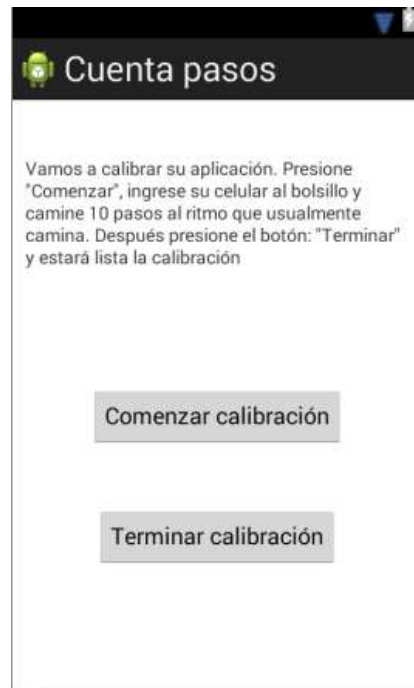 Cuenta pasos
Vamos a calibrar su aplicación. Presione
"Comenzar", ingrese su celular al bolsillo y
camine 10 pasos al ritmo que usualmente
camina. Después presione el botón: "Terminar"
y estará lista la calibración
Comenzar calibración
Terminar calibración